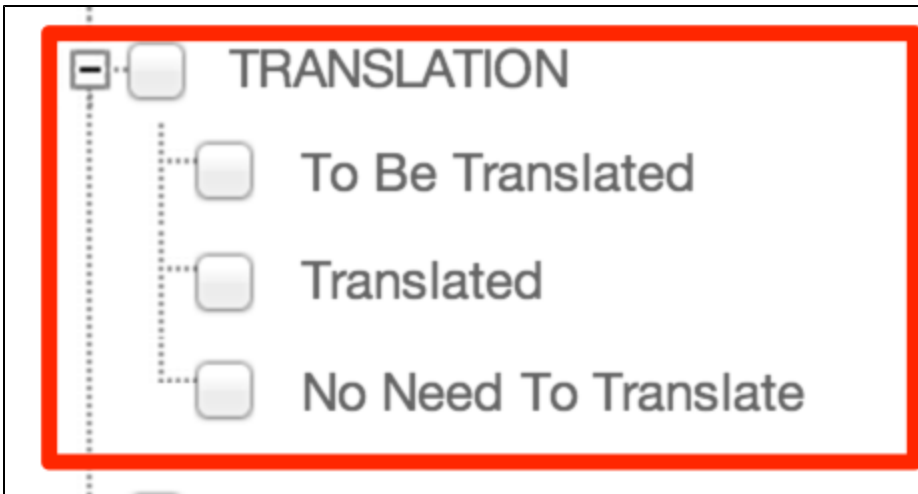 TRANSLATION
To Be Translated
Translated
No Need To Translate